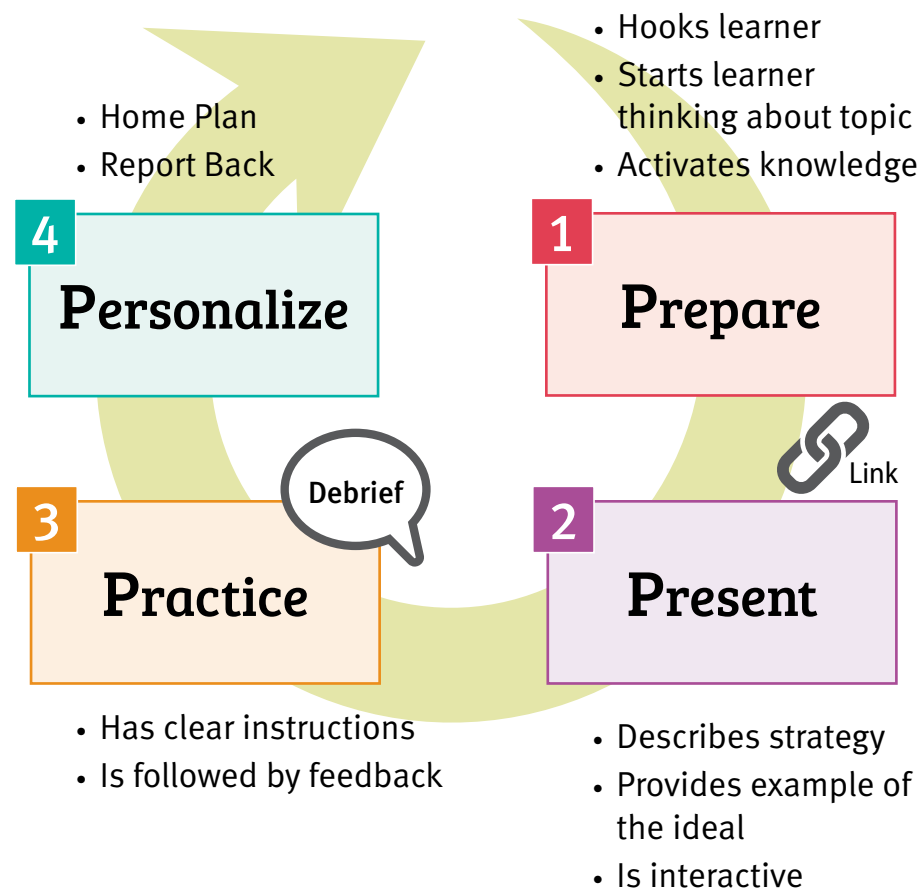 1
Prepare
• Hooks learner
• Starts learner
thinking about topic
• Activates knowledge
Link
2
Present
• Describes strategy
• Provides example of
the ideal
• Is interactive
3
Practice
Debrief
• Has clear instructions
• Is followed by feedback
4
Personalize
• Home Plan
• Report Back